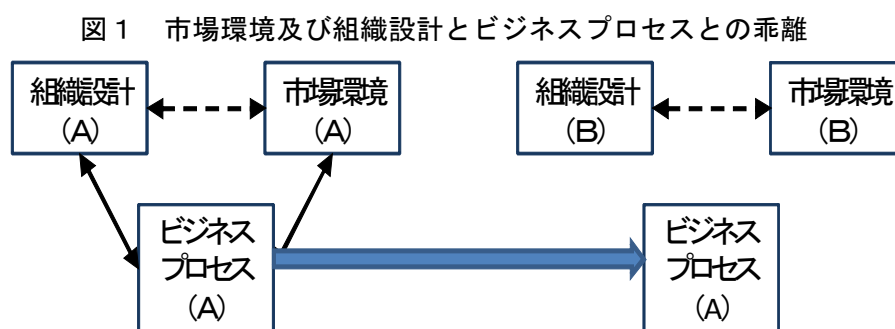 図1 市場環境及び組織設計とビジネスプロセスとの乖離
組織設計
(A)
市場環境
(A)
組織設計
(B)
市場環境
(B)
ビジネス
プロセス
(A)
ビジネス
プロセス
(A)